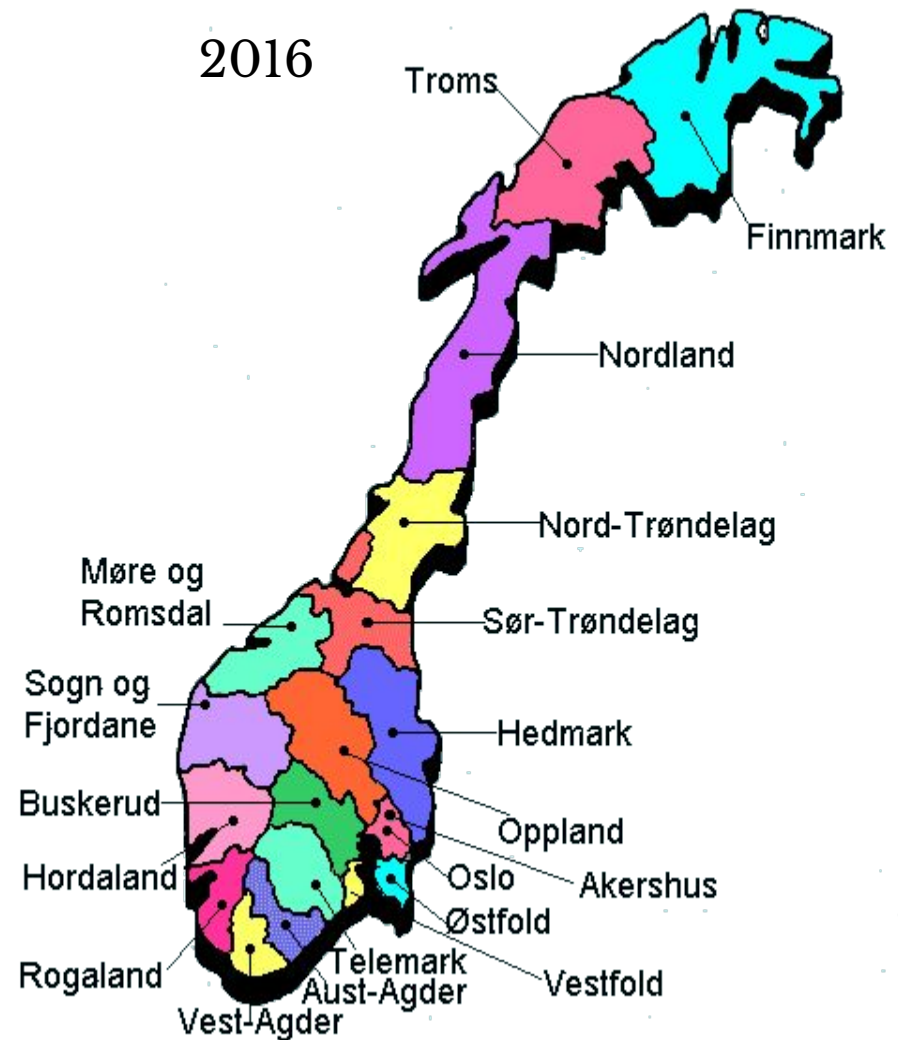 2016
Troms
Finnmark
Nordland
Nord-Trøndelag
Møre og
Romsdal
Sør-Trøndelag
Sogn og
Fjordane
Hedmark
Buskerud
Oppland
Hordaland
Oslo
Akershus
Østfold
Telemark
Rogaland
Vestfold
Aust-Agder
Vest-Agder